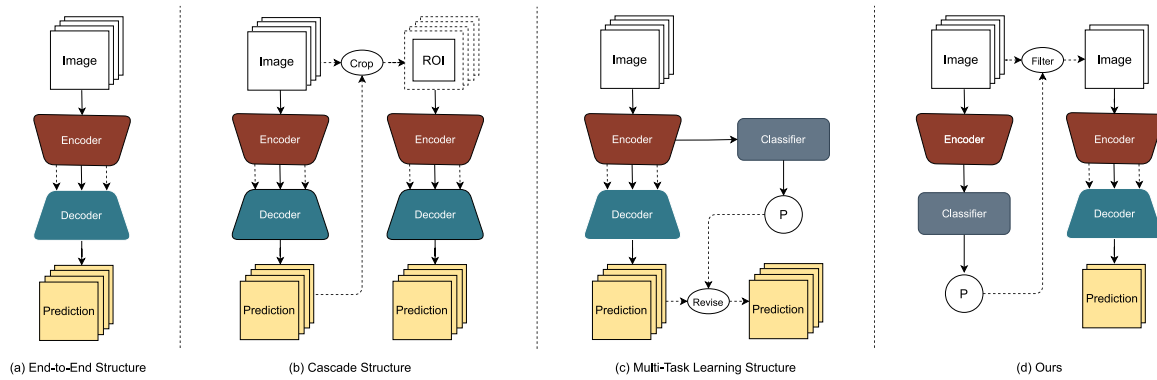 Image
Encoder
Decoder
Prediction
(a) End-to-End Structure
Image
Crop
ROI
Encoder
Encoder
Decoder
Decoder
Prediction
Prediction
(b) Cascade Structure
Image
Encoder
Classifier
Decoder
P
Prediction
Revise
Prediction
(c) Multi-Task Learning Structure
Image
Filter
Image
Encoder
Encoder
Classifier
Decoder
P
Prediction
(d) Ours